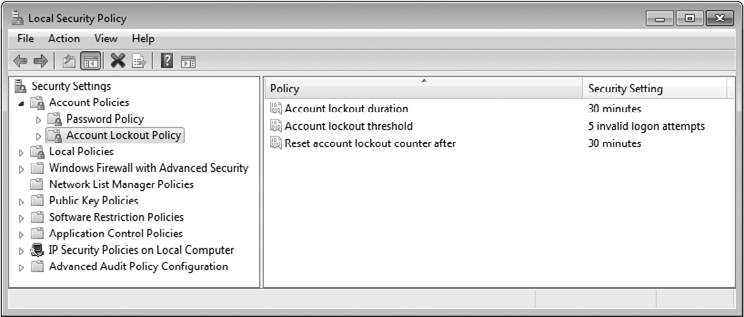 Local Security Policy
File Action View Help
Security Settings
Account Policies
Password Policy
Account Lockout Policy
Local Policies
Windows Firewall with Advanced Security
Network List Manager Policies
Public Key Policies
Software Restriction Policies
Application Control Policies
IP Security Policies on Local Computer
Advanced Audit Policy Configuration
Policy Security Setting
Account lockout duration 30 minutes
Account lockout threshold 5 invalid logon attempts
Reset account lockout counter after 30 minutes